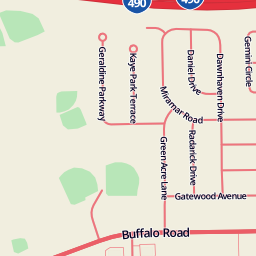 490
490
Geraldine Parkway
Kaye Park Terrace
Daniel Drive
Dawnhaven Drive
Gemini Circle
Miramar Road
Green Acre Lane
Radarick Drive
Gatewood Avenue
Buffalo Road